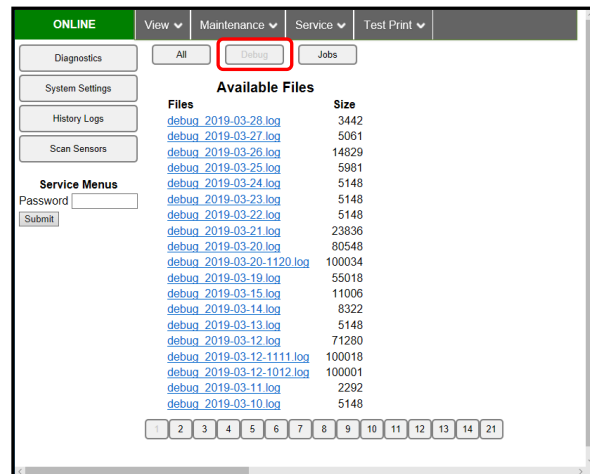 ONLINE View Maintenance Service Test Print
Diagnostics
System Settings
History Logs
Scan Sensors
Service Menus
Password
Submit
All Debug Jobs
Available Files
Files Size
debug_2019-03-28.log 3442
debug_2019-03-27.log 5061
debug_2019-03-26.log 14829
debug_2019-03-25.log 5981
debug_2019-03-24.log 5148
debug_2019-03-23.log 5148
debug_2019-03-22.log 5148
debug_2019-03-21.log 23836
debug_2019-03-20.log 80548
debug_2019-03-20-1120.log 100034
debug_2019-03-19.log 55018
debug_2019-03-15.log 11006
debug_2019-03-14.log 8322
debug_2019-03-13.log 5148
debug_2019-03-12.log 71280
debug_2019-03-12-1111.log 100018
debug_2019-03-12-1012.log 100001
debug_2019-03-11.log 2292
debug_2019-03-10.log 5148
1 2 3 4 5 6 7 8 9 10 11 12 13 14 21